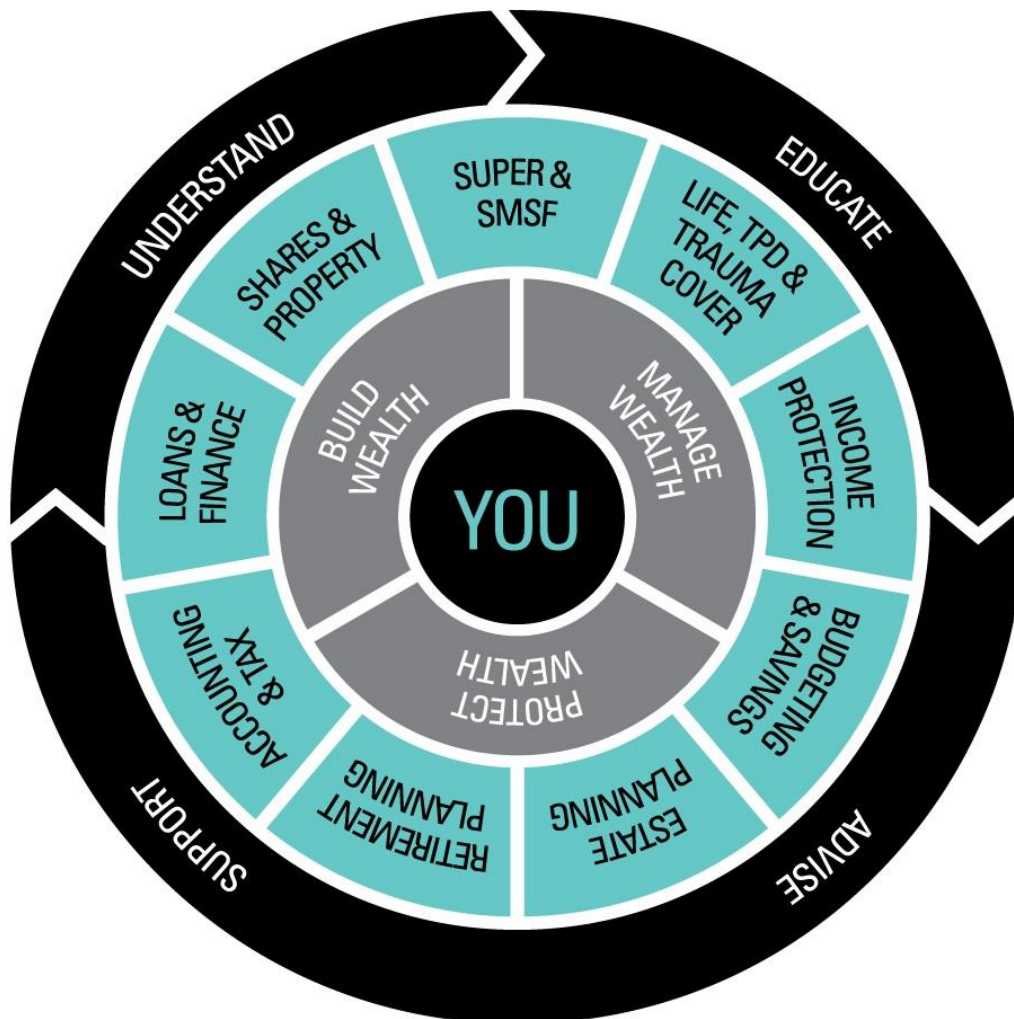 UNDERSTAND
EDUCATE
ADVISE
SUPPORT
SUPER &
SMSF
LIFE, TPD &
TRAUMA
COVER
INCOME
PROTECTION
BUDGETING
& SAVINGS
ESTATE
PLANNING
RETIREMENT
PLANNING
ACCOUNTING
& TAX
LOANS &
FINANCE
SHARES &
PROPERTY
BUILD
WEALTH
MANAGE
WEALTH
PROTECT
WEALTH
YOU